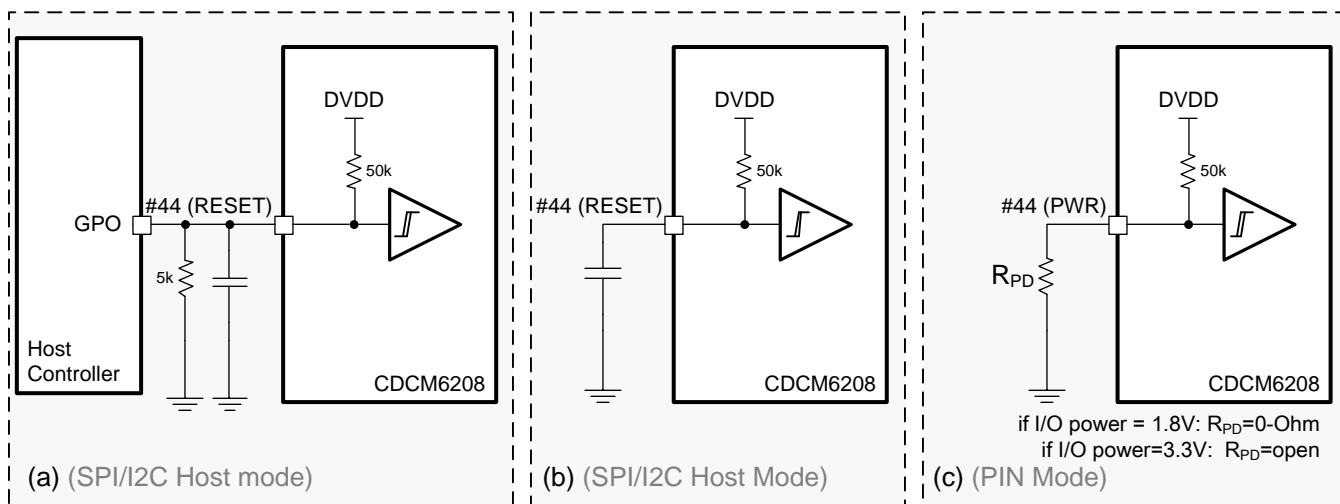 DVDD
50k
#44 (RESET)
GPO
5k
Host
Controller
CDCM6208
(a) (SPI/I2C Host mode)
DVDD
50k
#44 (RESET)
CDCM6208
(b) (SPI/I2C Host Mode)
DVDD
50k
#44 (PWR)
RPD
CDCM6208
if I/O power = 1.8V: RPD=0-Ohm
if I/O power=3.3V: RPD=open
(c) (PIN Mode)